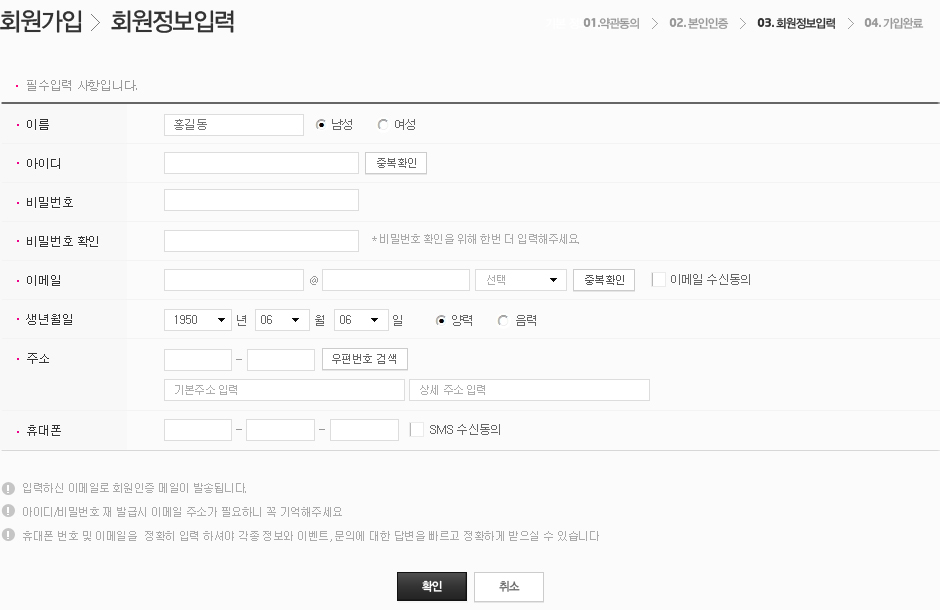 회원가입 > 회원정보입력
01.약관동의 > 02. 본인인증 > 03. 회원정보입력 > 04. 가입완료
필수입력 사항입니다.
이름 홍길동 남성 여성
아이디 중복확인
비밀번호
비밀번호 확인 *비밀번호 확인을 위해 한번 더 입력해주세요.
이메일 @ 선택 중복확인 이메일 수신동의
생년월일 1950 년 06 월 06 일 양력 음력
주소 – 우편번호 검색
기본주소 입력 상세 주소 입력
휴대폰 – – SMS 수신동의
입력하신 이메일로 회원인증 메일이 발송됩니다.
아이디/비밀번호 재 발급시 이메일 주소가 필요하니 꼭 기억해주세요
휴대폰 번호 및 이메일을 정확히 입력 하셔야 각종 정보와 이벤트, 문의에 대한 답변을 빠르고 정확하게 받으실 수 있습니다
확인 취소